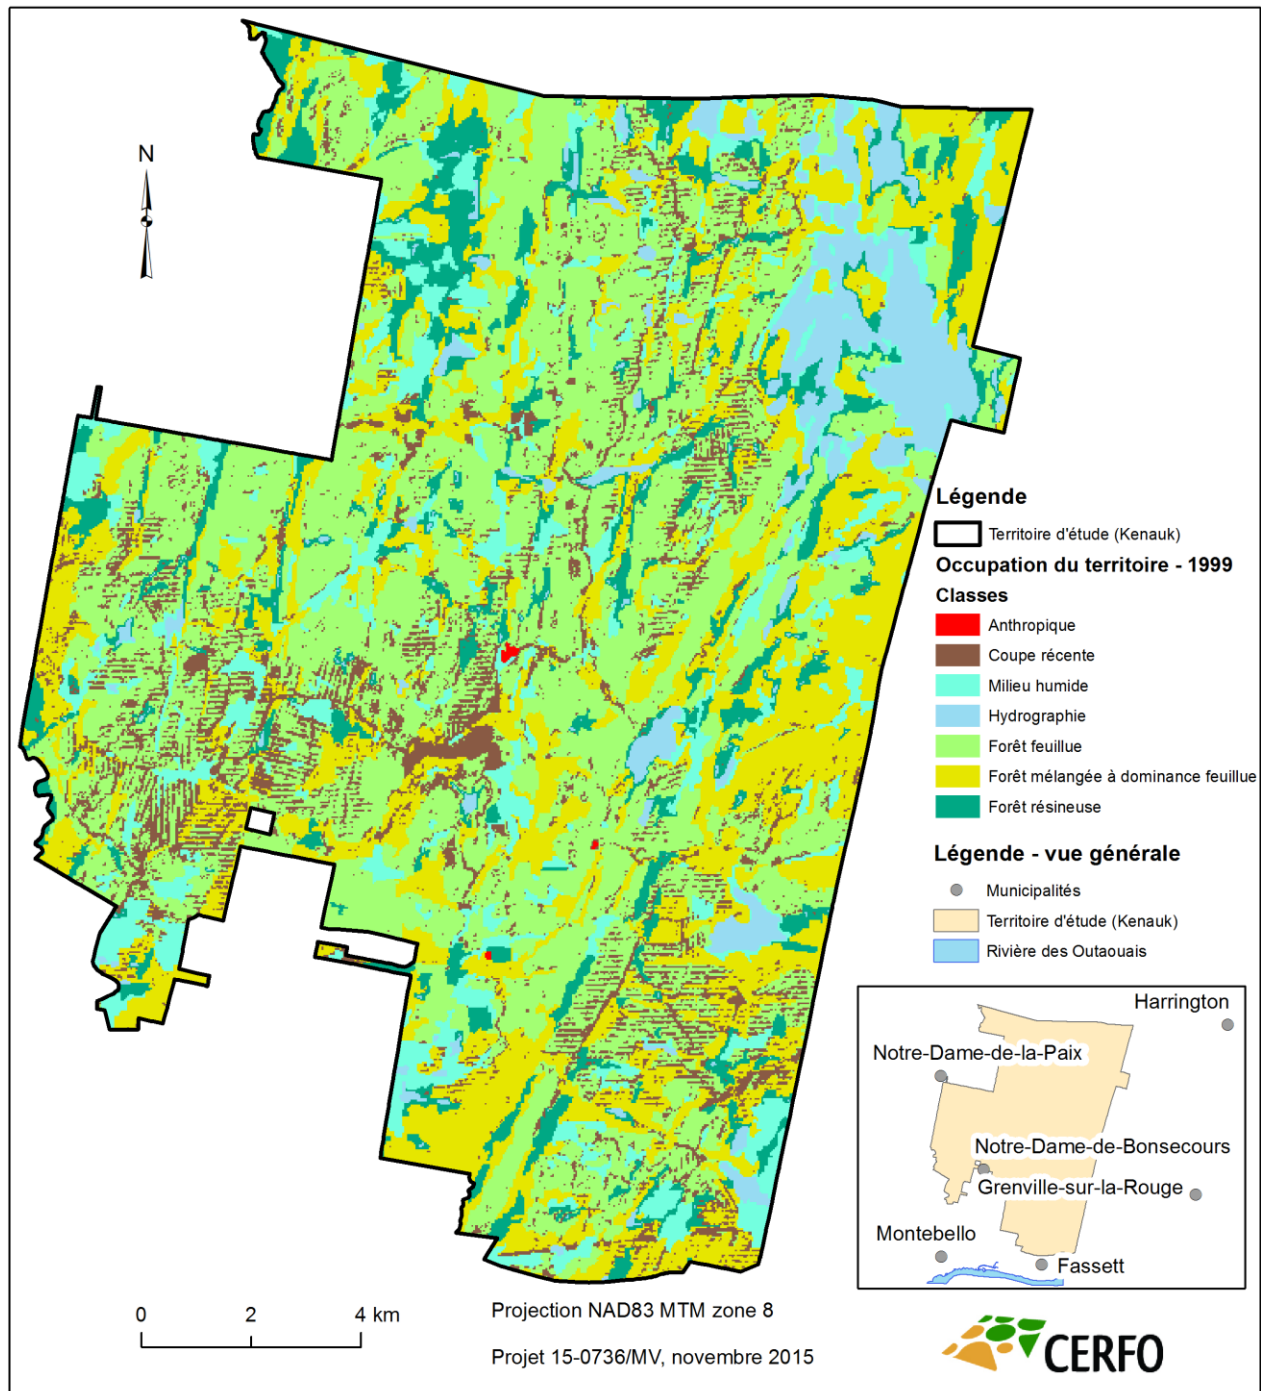 N
Légende
Territoire d'étude (Kenauk)
Occupation du territoire - 1999
Classes
Anthropique
Coupe récente
Milieu humide
Hydrographie
Forêt feuillue
Forêt mélangée à dominance feuillue
Forêt résineuse
Légende - vue générale
Municipalités
Territoire d'étude (Kenauk)
Rivière des Outaouais
Harrington
Notre-Dame-de-la-Paix
Notre-Dame-de-Bonsecours
Grenville-sur-la-Rouge
Montebello
Fassett
0 2 4 km
Projection NAD83 MTM zone 8
Projet 15-0736/MV, novembre 2015
CERFO